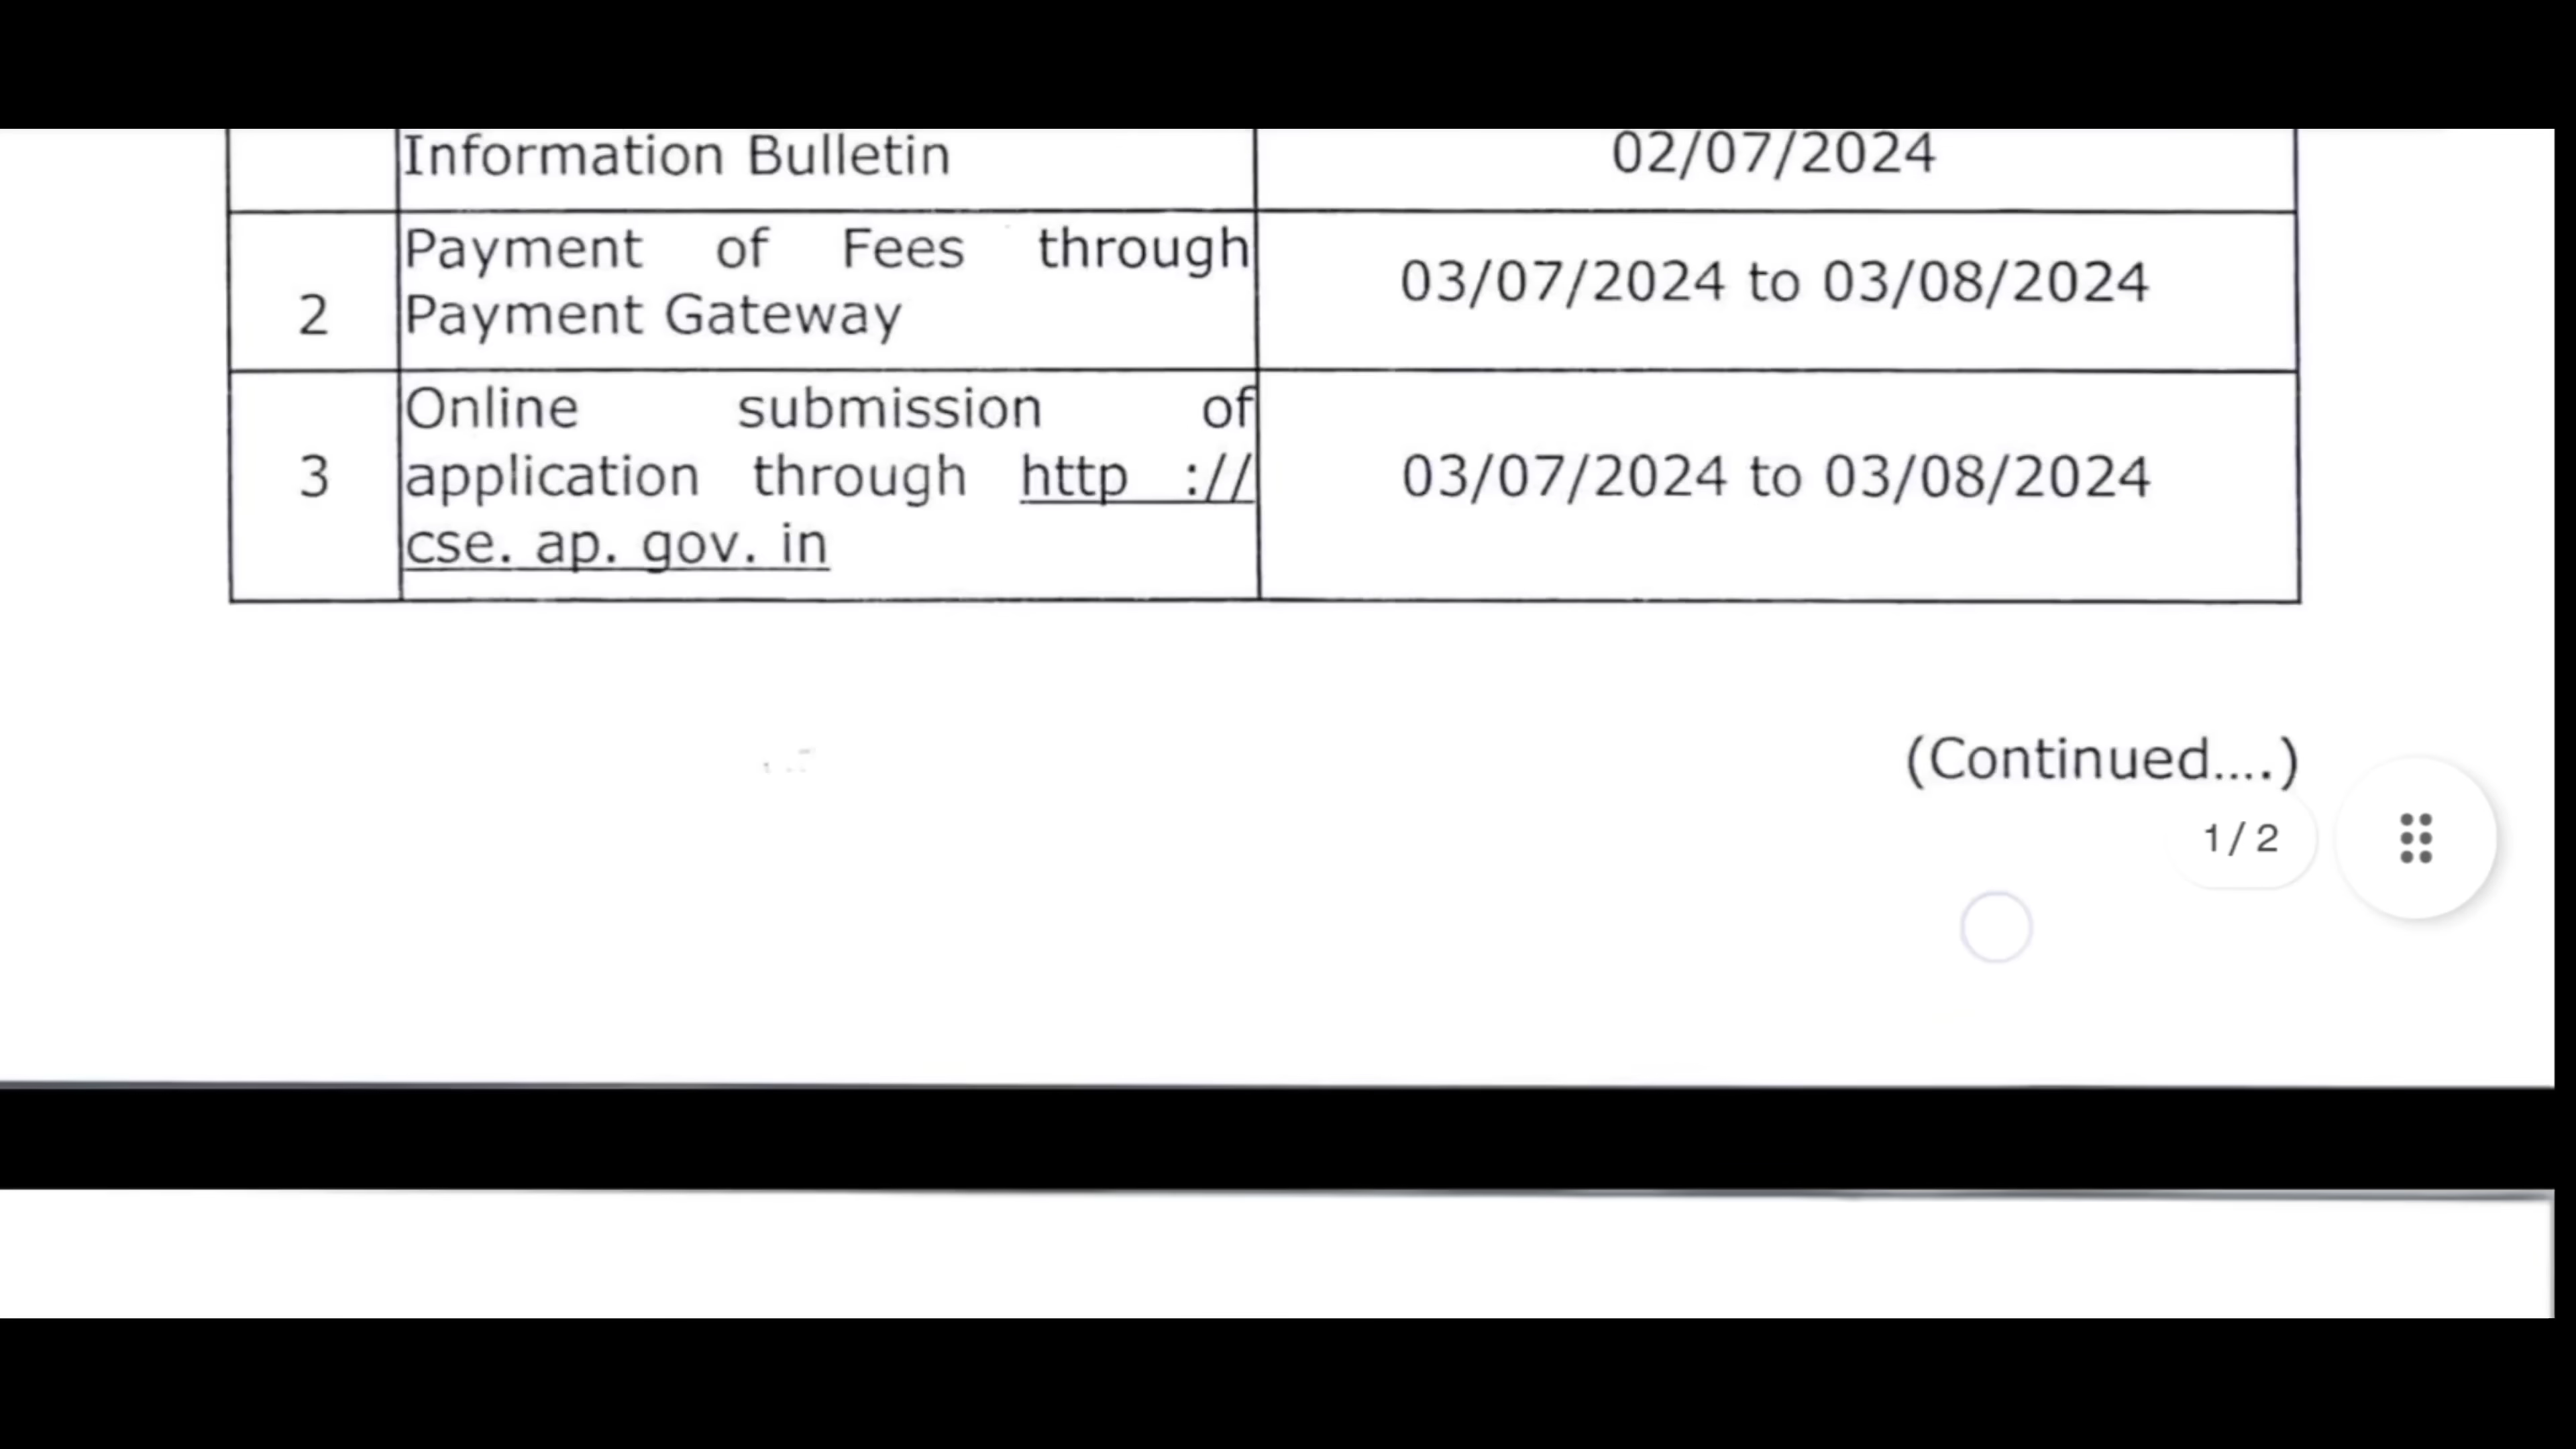 Information Bulletin
02/07/2024
2
Payment of Fees through
Payment Gateway
03/07/2024 to 03/08/2024
3
Online submission of
application through http ://
cse. ap. gov. in
03/07/2024 to 03/08/2024
(Continued....)
1 / 2